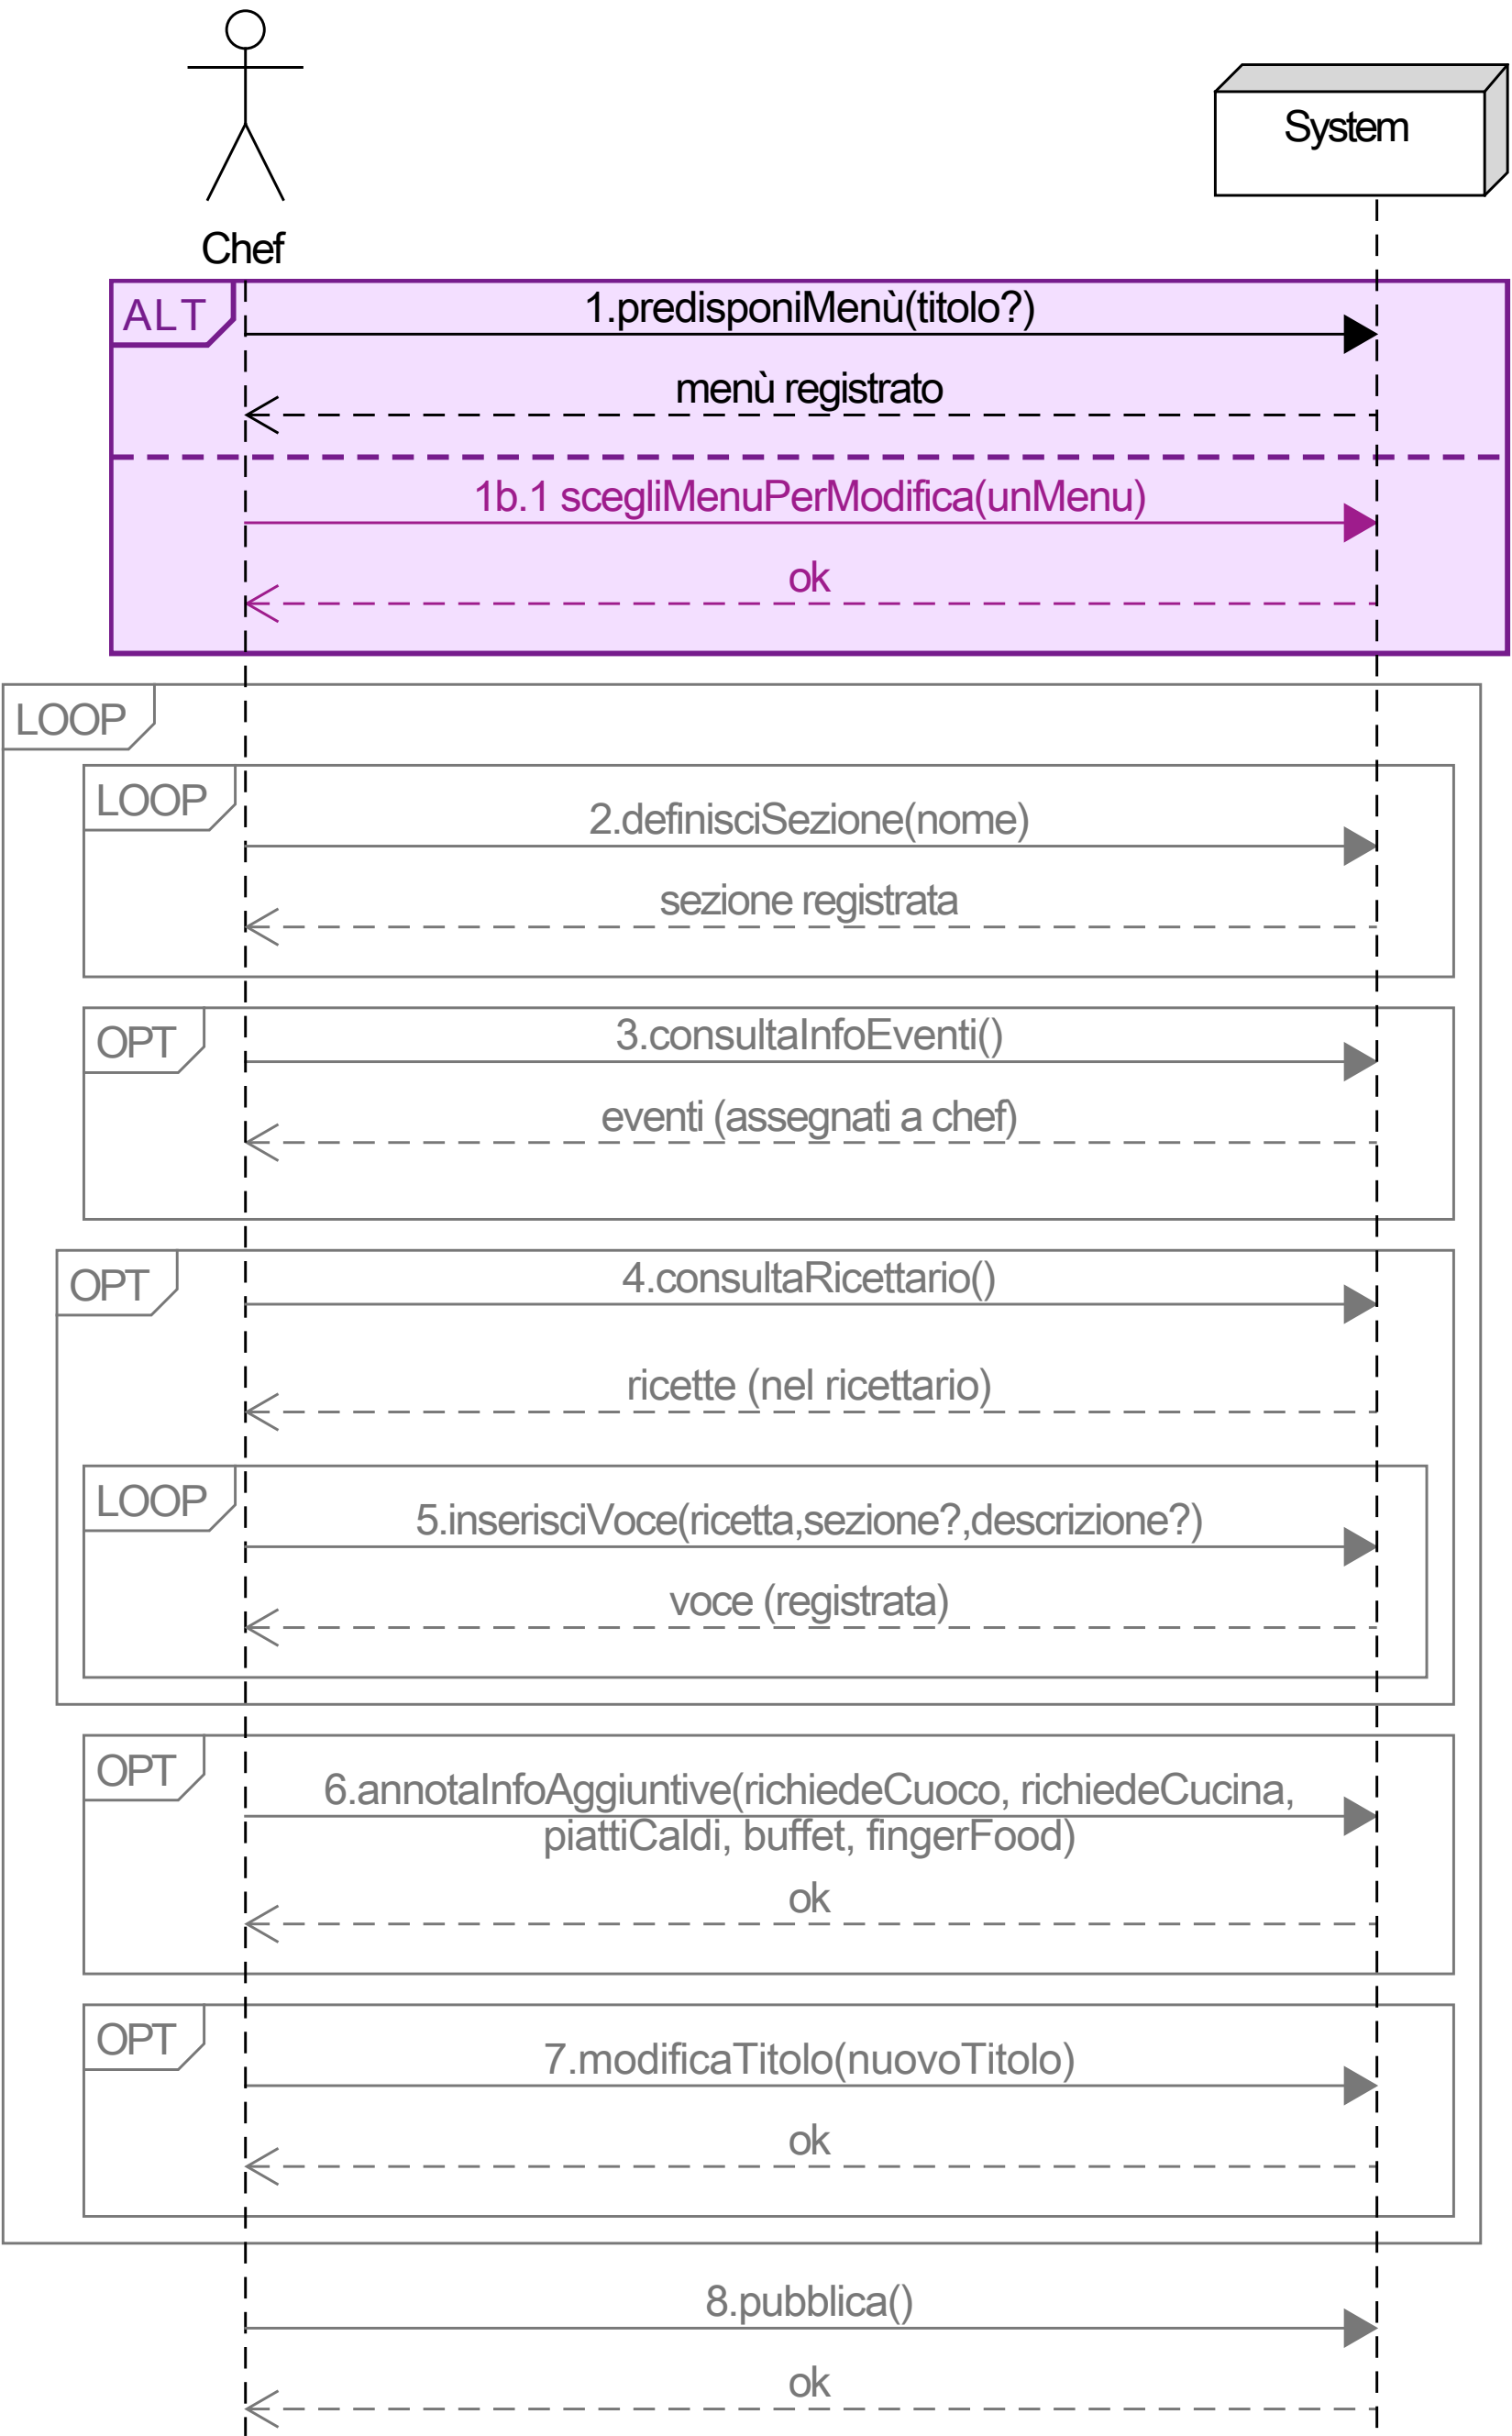 System
Chef
ALT
1.predisponiMenù(titolo?)
menù registrato
1b.1 scegliMenuPerModifica(unMenu)
ok
LOOP
LOOP
2.definisciSezione(nome)
sezione registrata
OPT
3.consultaInfoEventi()
eventi (assegnati a chef)
OPT
4.consultaRicettario()
ricette (nel ricettario)
LOOP
5.inserisciVoce(ricetta,sezione?,descrizione?)
voce (registrata)
OPT
6.annotaInfoAggiuntive(richiedeCuoco, richiedeCucina,
piattiCaldi, buffet, fingerFood)
ok
OPT
7.modificaTitolo(nuovoTitolo)
ok
8.pubblica()
ok